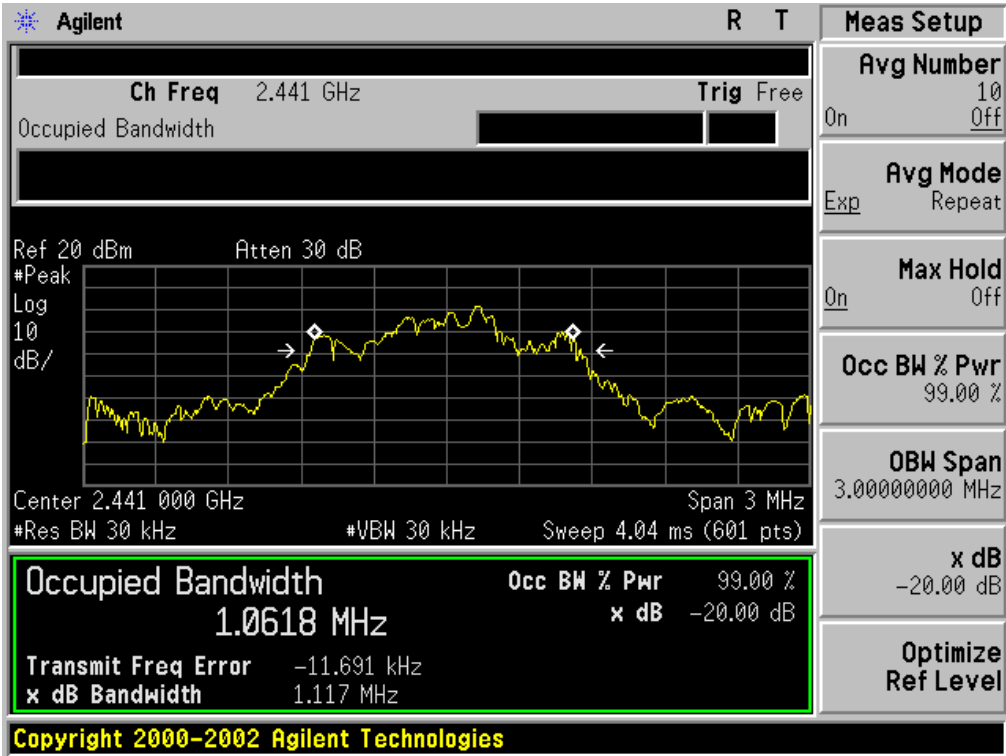 Agilent R T
Ch Freq 2.441 GHz Trig Free
Occupied Bandwidth
Ref 20 dBm Atten 30 dB
#Peak
Log
10
dB/
Center 2.441 000 GHz Span 3 MHz
#Res BW 30 kHz #VBW 30 kHz Sweep 4.04 ms (601 pts)
Occupied Bandwidth Occ BW % Pwr 99.00 %
1.0618 MHz x dB -20.00 dB
Transmit Freq Error -11.691 kHz
x dB Bandwidth 1.117 MHz
Copyright 2000-2002 Agilent Technologies
Meas Setup
Avg Number
10
On Off
Avg Mode
Exp Repeat
Max Hold
On Off
Occ BW % Pwr
99.00 %
OBW Span
3.00000000 MHz
x dB
-20.00 dB
Optimize
Ref Level